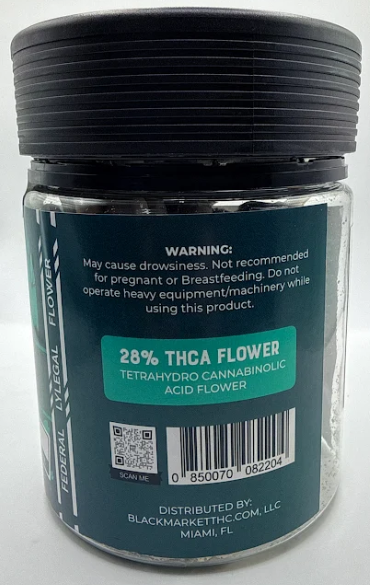 WARNING:
May cause drowsiness. Not recommended
for pregnant or Breastfeeding. Do not
operate heavy equipment/machinery while
using this product.
28% THCA FLOWER
TETRAHYDRO CANNABINOLIC
ACID FLOWER
SCAN ME
0 850070 082204
DISTRIBUTED BY:
BLACKMARKETTHC.COM, LLC
MIAMI, FL
FEDERAL LYLEGAL FLOWER